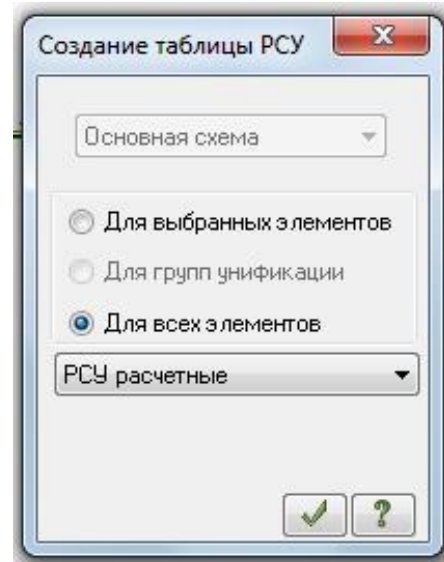 Создание таблицы РСУ
Основная схема
Для выбранных элементов
Для групп унификации
Для всех элементов
РСУ расчетные
?